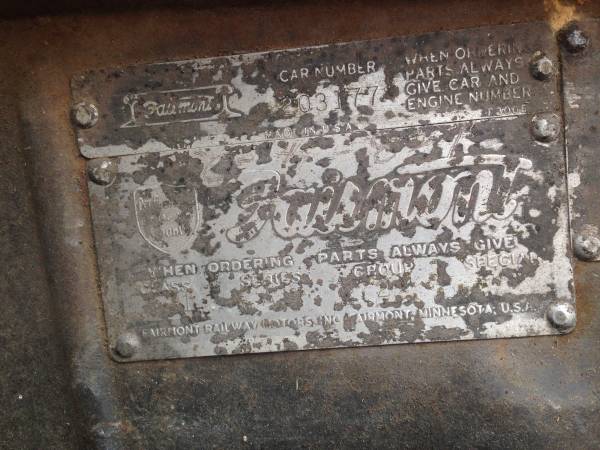 Fairmont
CAR NUMBER
203177
WHEN ORDERING
PARTS ALWAYS
GIVE CAR AND
ENGINE NUMBER
MADE IN U.S.A.
Fairmont
WHEN ORDERING PARTS ALWAYS GIVE
CLASS SERIES GROUP SPECIAL
FAIRMONT RAILWAY MOTORS, INC. FAIRMONT, MINNESOTA, U.S.A.